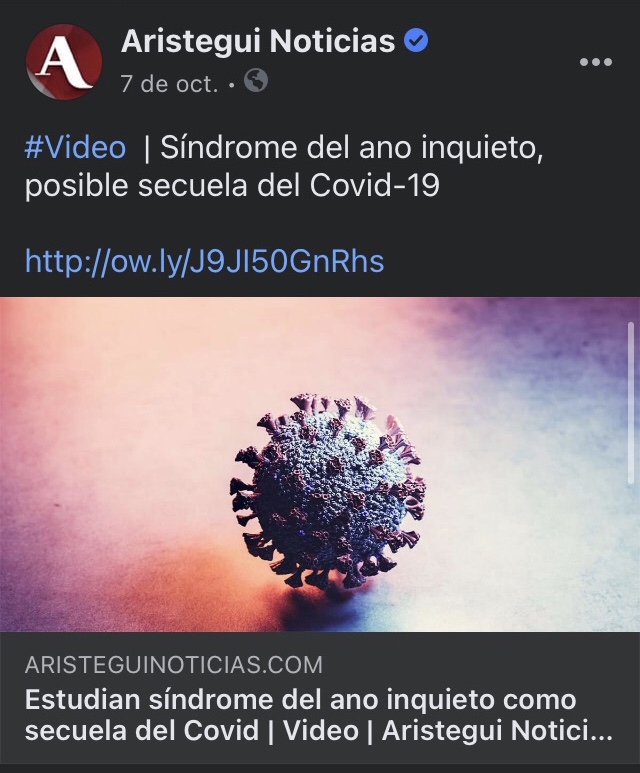 Aristegui Noticias
7 de oct. •
#Video | Síndrome del ano inquieto,
posible secuela del Covid-19
http://ow.ly/J9JI50GnRhs
ARISTEGUINOTICIAS.COM
Estudian síndrome del ano inquieto como
secuela del Covid | Video | Aristegui Notici...